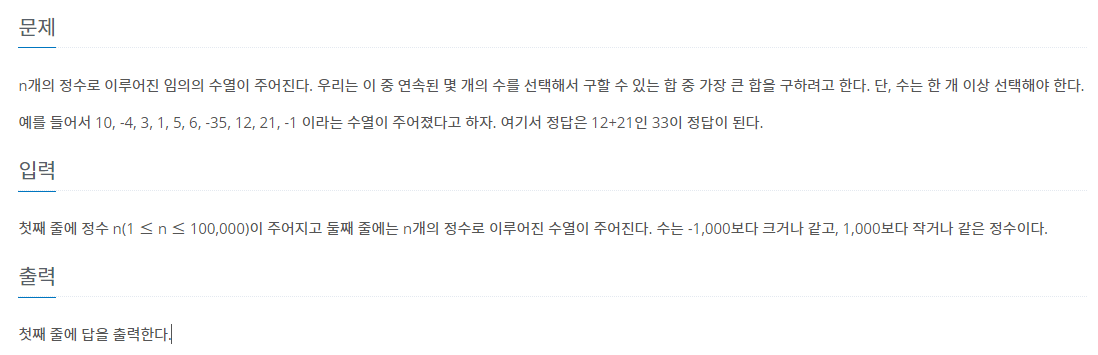 문제
n개의 정수로 이루어진 임의의 수열이 주어진다. 우리는 이 중 연속된 몇 개의 수를 선택해서 구할 수 있는 합 중 가장 큰 합을 구하려고 한다. 단, 수는 한 개 이상 선택해야 한다.
예를 들어서 10, -4, 3, 1, 5, 6, -35, 12, 21, -1 이라는 수열이 주어졌다고 하자. 여기서 정답은 12+21인 33이 정답이 된다.
입력
첫째 줄에 정수 n(1 ≤ n ≤ 100,000)이 주어지고 둘째 줄에는 n개의 정수로 이루어진 수열이 주어진다. 수는 -1,000보다 크거나 같고, 1,000보다 작거나 같은 정수이다.
출력
첫째 줄에 답을 출력한다.